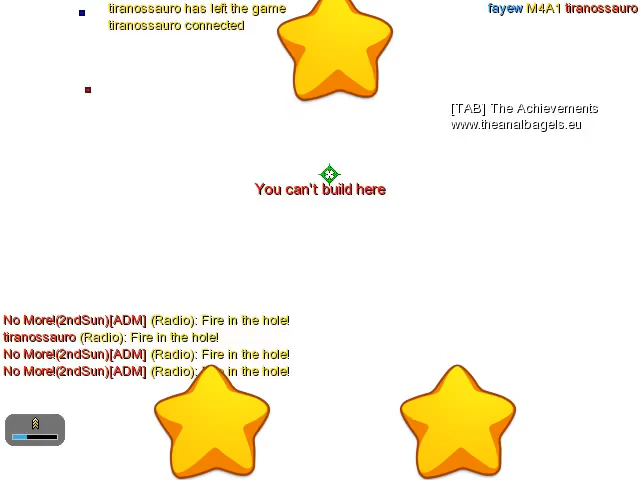 tiranossauro has left the game
tiranossauro connected
fayew M4A1 tiranossauro
[TAB] The Achievements
www.theanalbagels.eu
You can't build here
No More!(2ndSun)[ADM] (Radio): Fire in the hole!
tiranossauro (Radio): Fire in the hole!
No More!(2ndSun)[ADM] (Radio): Fire in the hole!
No More!(2ndSun)[ADM] (Radio): in the hole!